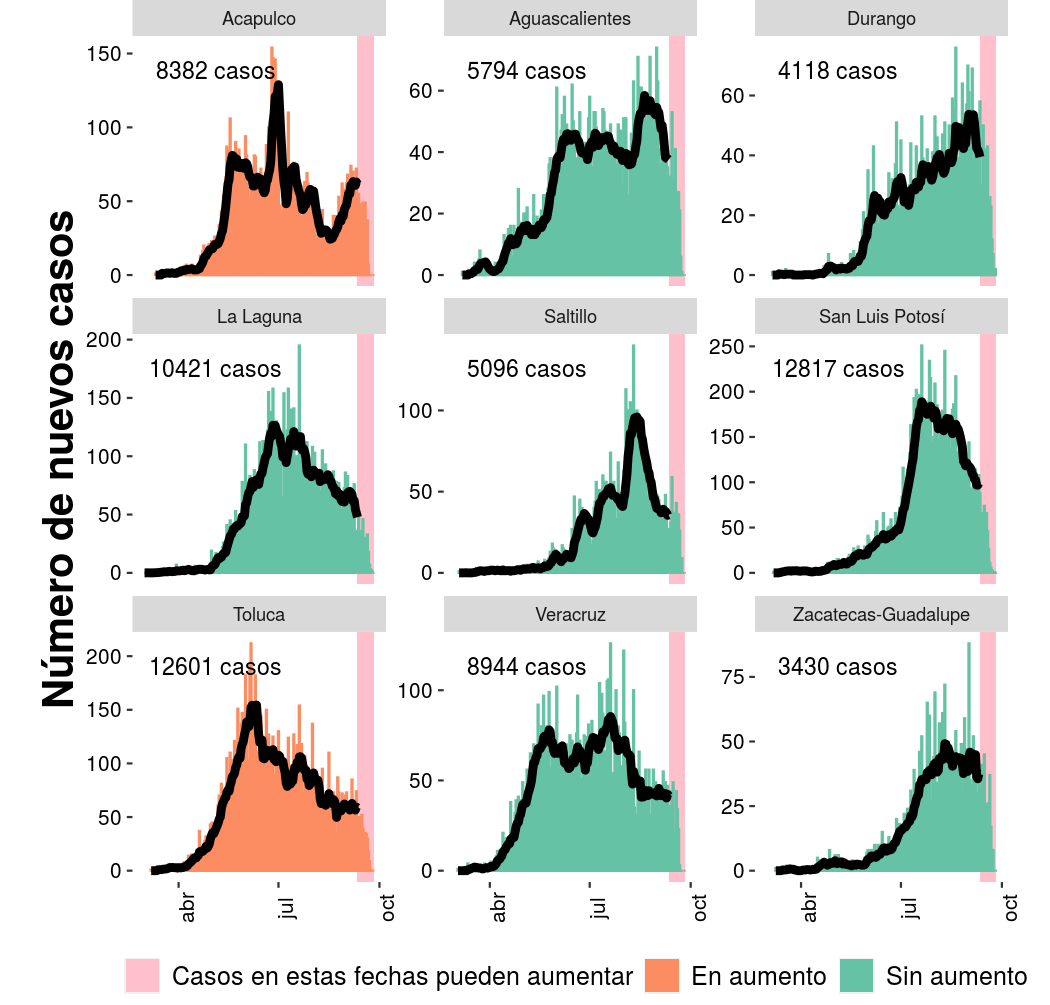 Número de nuevos casos
Acapulco
Aguascalientes
Durango
150
100
50
0
8382 casos
60
40
20
0
5794 casos
60
40
20
0
4118 casos
La Laguna
Saltillo
San Luis Potosí
200
150
100
50
0
10421 casos
100
50
0
5096 casos
250
200
150
100
50
0
12817 casos
Toluca
Veracruz
Zacatecas-Guadalupe
200
150
100
50
0
12601 casos
100
50
0
8944 casos
75
50
25
0
3430 casos
abr
jul
oct
abr
jul
oct
abr
jul
oct
Casos en estas fechas pueden aumentar
En aumento
Sin aumento